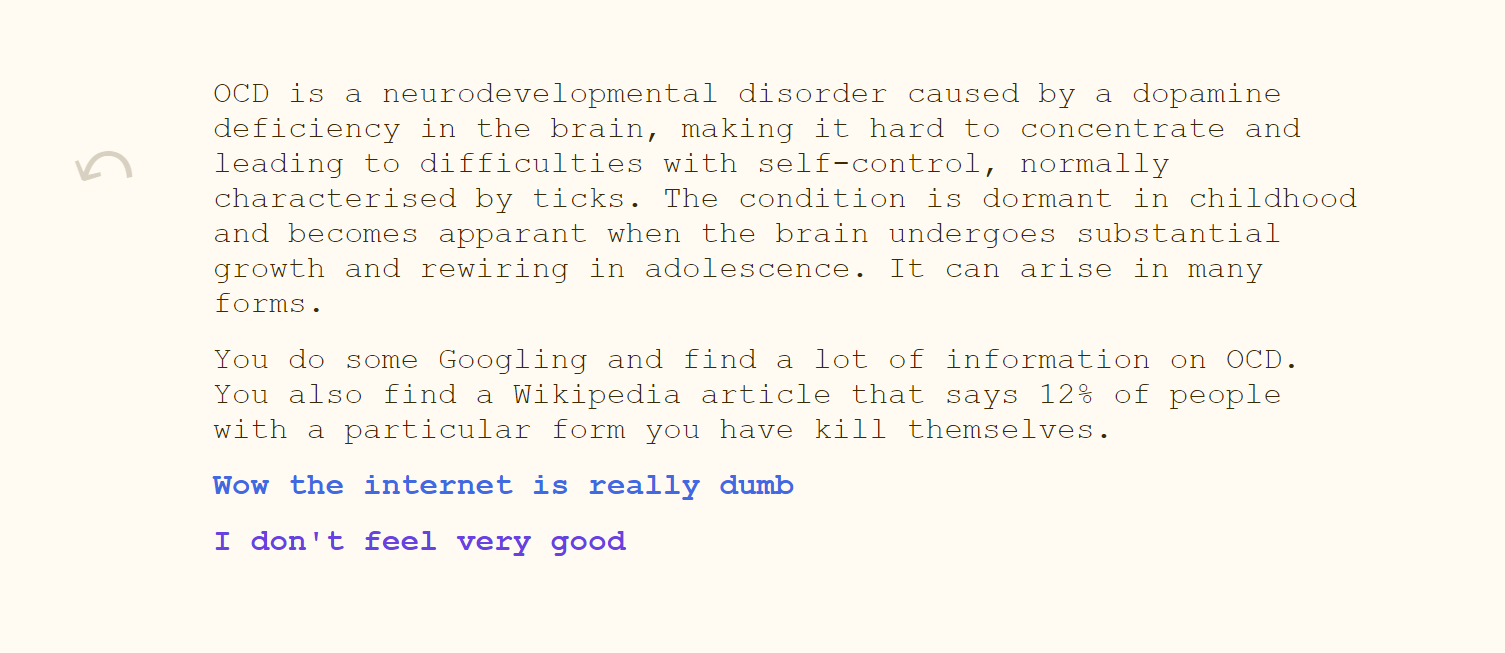 OCD is a neurodevelopmental disorder caused by a dopamine
deficiency in the brain, making it hard to concentrate and
leading to difficulties with self-control, normally
characterised by ticks. The condition is dormant in childhood
and becomes apparant when the brain undergoes substantial
growth and rewiring in adolescence. It can arise in many
forms.
You do some Googling and find a lot of information on OCD.
You also find a Wikipedia article that says 12% of people
with a particular form you have kill themselves.
Wow the internet is really dumb
I don't feel very good